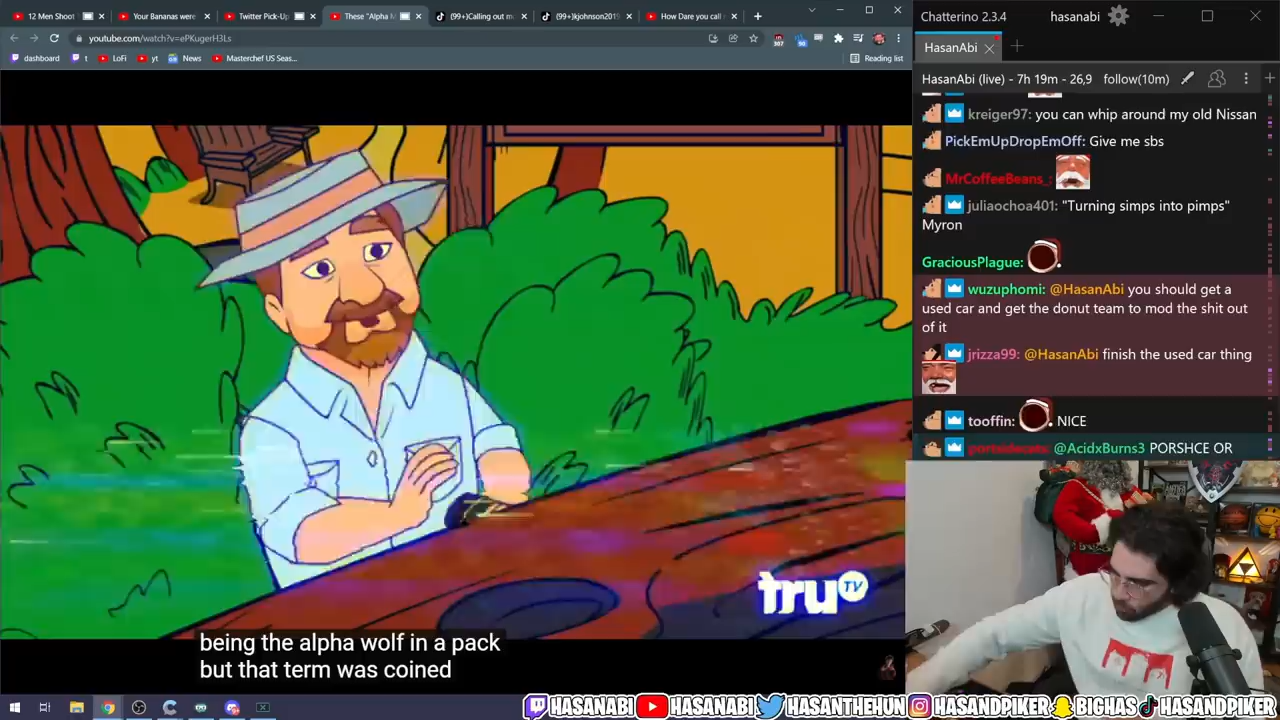 12 Men Shoot
Your Bananas were
Twitter Pick-Up
These "Alpha M
(99+)Calling out m
(99+)kjohnson2019
How Dare you call
youtube.com/watch?v=ePKugerH3Ls
307
dashboard
t
LoFi
yt
News
Masterchef US Seas...
Reading list
tru TV
being the alpha wolf in a pack
but that term was coined
Chatterino 2.3.4
hasanabi
HasanAbi
HasanAbi (live) - 7h 19m - 26,9
follow(10m)
kreiger97: you can whip around my old Nissan
PickEmUpDropEmOff: Give me sbs
MrCoffeeBeans_:
juliaochoa401: "Turning simps into pimps"
Myron
GraciousPlague:
wuzuphomi: @HasanAbi you should get a
used car and get the donut team to mod the shit out
of it
jrizza99: @HasanAbi finish the used car thing
tooffin: NICE
portsidecats: @AcidxBurns3 PORSHCE OR
HASANABI
HASANABI
HASANTHEHUN
HASANDPIKER
BIGHAS
HASANDPIKER